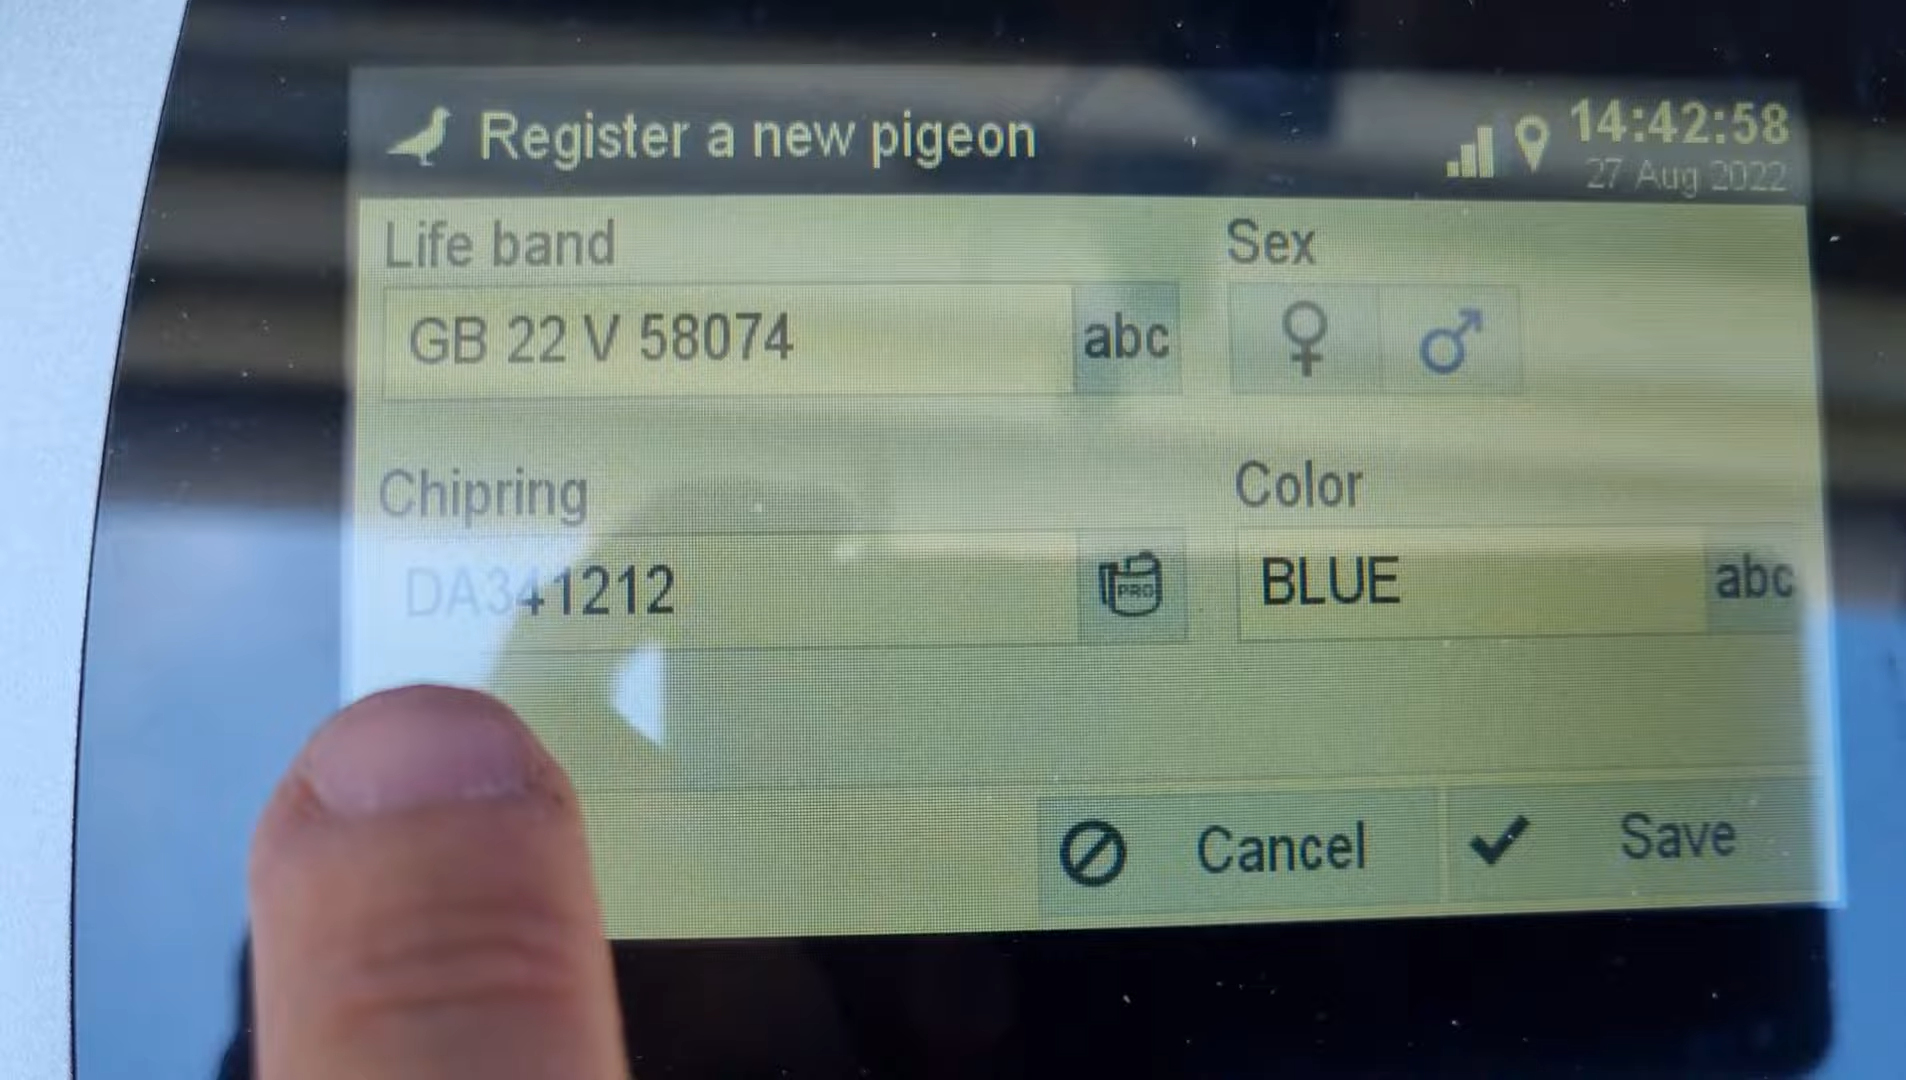 Register a new pigeon
14:42:58
27 Aug 2022
Life band
Sex
GB 22 V 58074
abc
Chipring
Color
DA341212
PRO
BLUE
abc
Cancel
Save